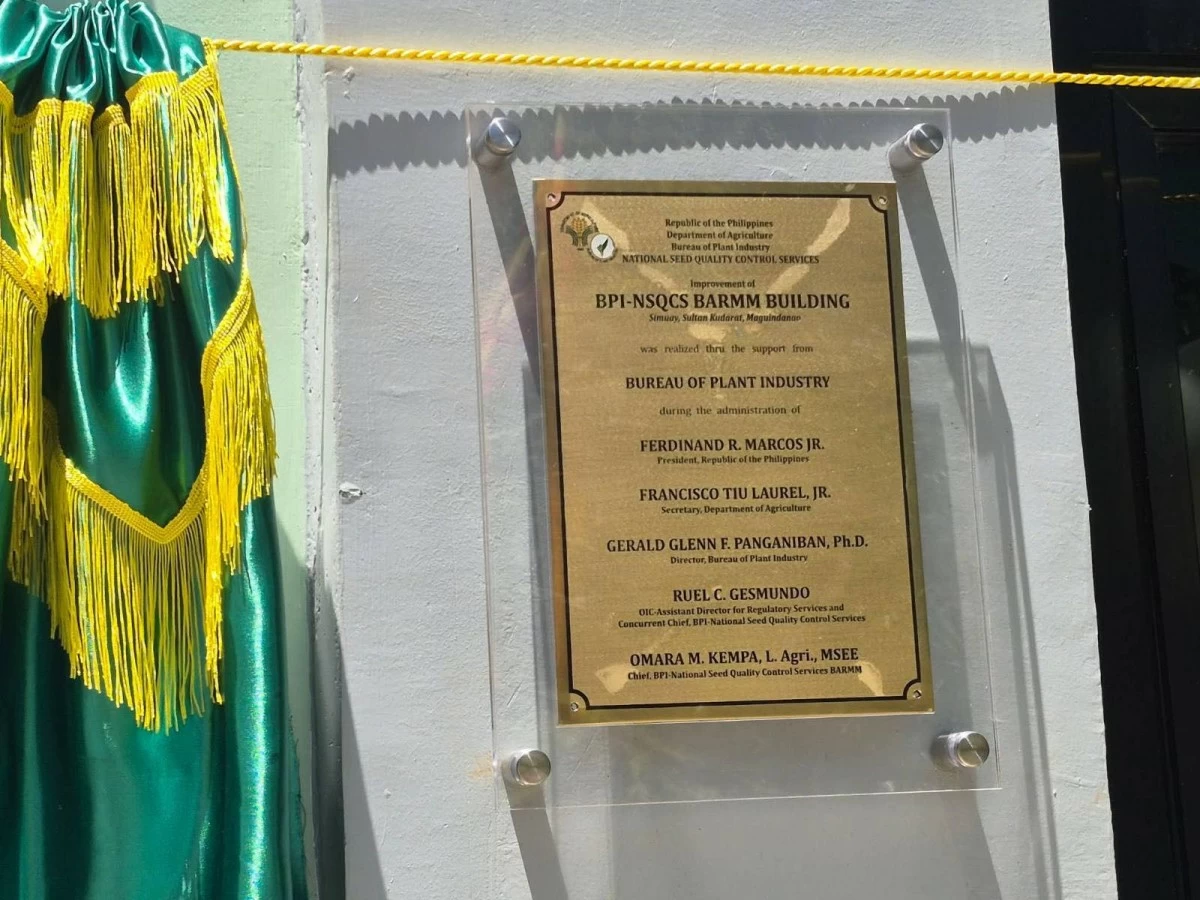 Republic of the Philippines
Department of Agriculture
Bureau of Plant Industry
NATIONAL SEED QUALITY CONTROL SERVICES
Improvement of
BPI-NSQCS BARMM BUILDING
Simuay, Sultan Kudarat, Maguindanao
was realized thru the support from
BUREAU OF PLANT INDUSTRY
during the administration of
FERDINAND R. MARCOS JR.
President, Republic of the Philippines
FRANCISCO TIU LAUREL, JR.
Secretary, Department of Agriculture
GERALD GLENN F. PANGANIBAN, Ph.D.
Director, Bureau of Plant Industry
RUEL C. GESMUNDO
OIC-Assistant Director for Regulatory Services and
Concurrent Chief, BPI-National Seed Quality Control Services
OMARA M. KEMPA, L. Agri., MSEE
Chief, BPI-National Seed Quality Control Services BARMM